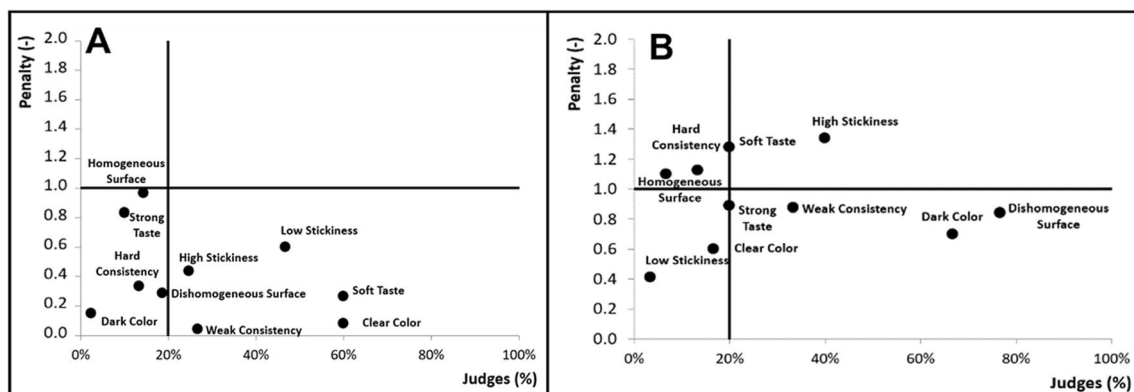 A
Penalty (-)
2.0
1.8
1.6
1.4
1.2
1.0
0.8
0.6
0.4
0.2
0.0
Homogeneous
Surface
Strong
Taste
Low Stickiness
Hard
Consistency
High Stickiness
Dishomogeneous Surface
Soft Taste
Dark Color
Weak Consistency
Clear Color
0%
20%
40%
60%
80%
100%
Judges (%)
B
Penalty (-)
2.0
1.8
1.6
1.4
1.2
1.0
0.8
0.6
0.4
0.2
0.0
Hard
Consistency
Soft Taste
High Stickiness
Homogeneous
Surface
Strong
Taste
Weak Consistency
Dark Color
Dishomogeneous
Surface
Clear Color
Low Stickiness
0%
20%
40%
60%
80%
100%
Judges (%)